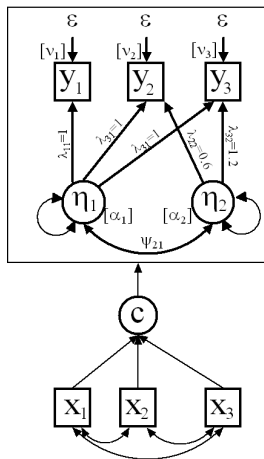 ε ε ε
[ν₁] [ν₂] [ν₃]
y₁ y₂ y₃
λ₁₁=1 λ₃₁=1 λ₃₁=1 λ₂₂=0.6 λ₃₂=1.2
η₁ [α₁] [α₂] η₂
ψ₂₁
c
x₁ x₂ x₃